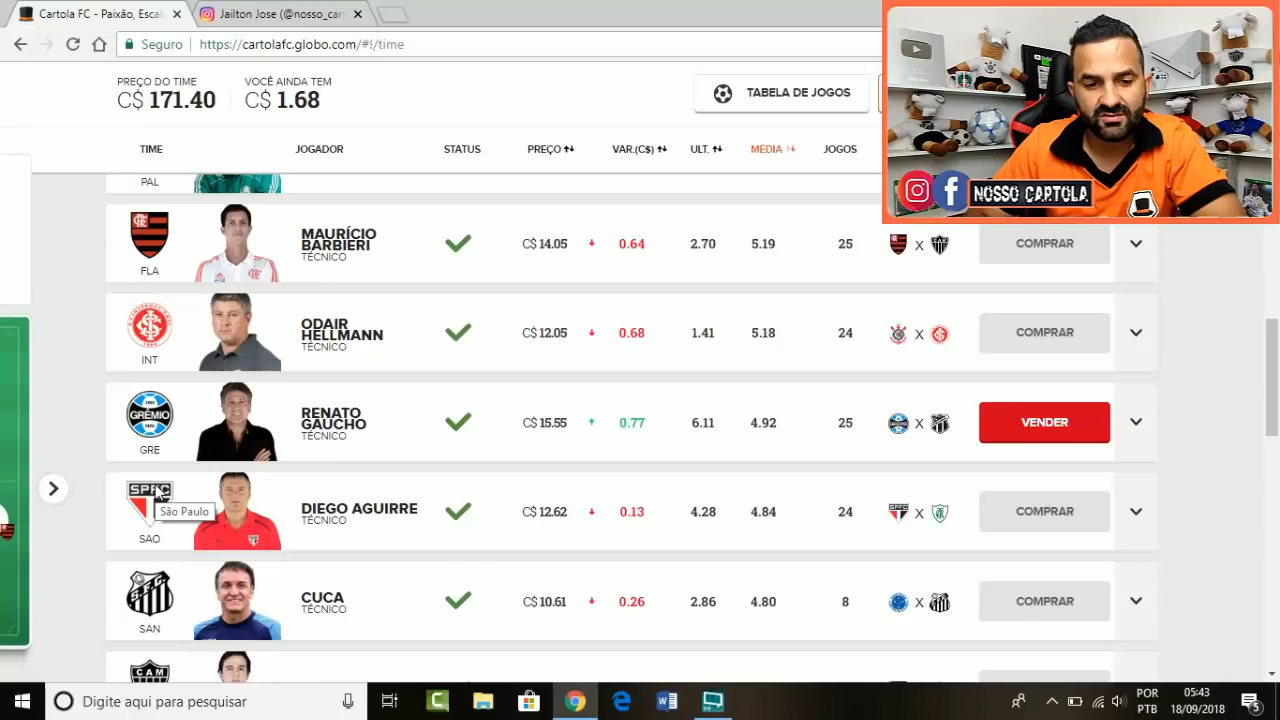 Cartola FC - Paixão, Escal
Jailton Jose (@nosso_car
Seguro
https://cartolafc.globo.com/#!/time
PREÇO DO TIME
C$ 171.40
VOCÊ AINDA TEM
C$ 1.68
TABELA DE JOGOS
TIME JOGADOR STATUS PREÇO VAR.(C$) ULT. MÉDIA JOGOS
NOSSO CARTOLA
PAL
FLA
MAURÍCIO
BARBIERI
TÉCNICO
C$ 14.05 0.64 2.70 5.19 25
X
COMPRAR
INT
ODAIR
HELLMANN
TÉCNICO
C$ 12.05 0.68 1.41 5.18 24
X
COMPRAR
GRÊMIO
GRE
RENATO
GAUCHO
TÉCNICO
C$ 15.55 0.77 6.11 4.92 25
X
VENDER
SPFC
São Paulo
SAO
DIEGO AGUIRRE
TÉCNICO
C$ 12.62 0.13 4.28 4.84 24
X
COMPRAR
SAN
CUCA
TÉCNICO
C$ 10.61 0.26 2.86 4.80 8
X
COMPRAR
CAM
Digite aqui para pesquisar
POR
PTB
05:43
18/09/2018
5